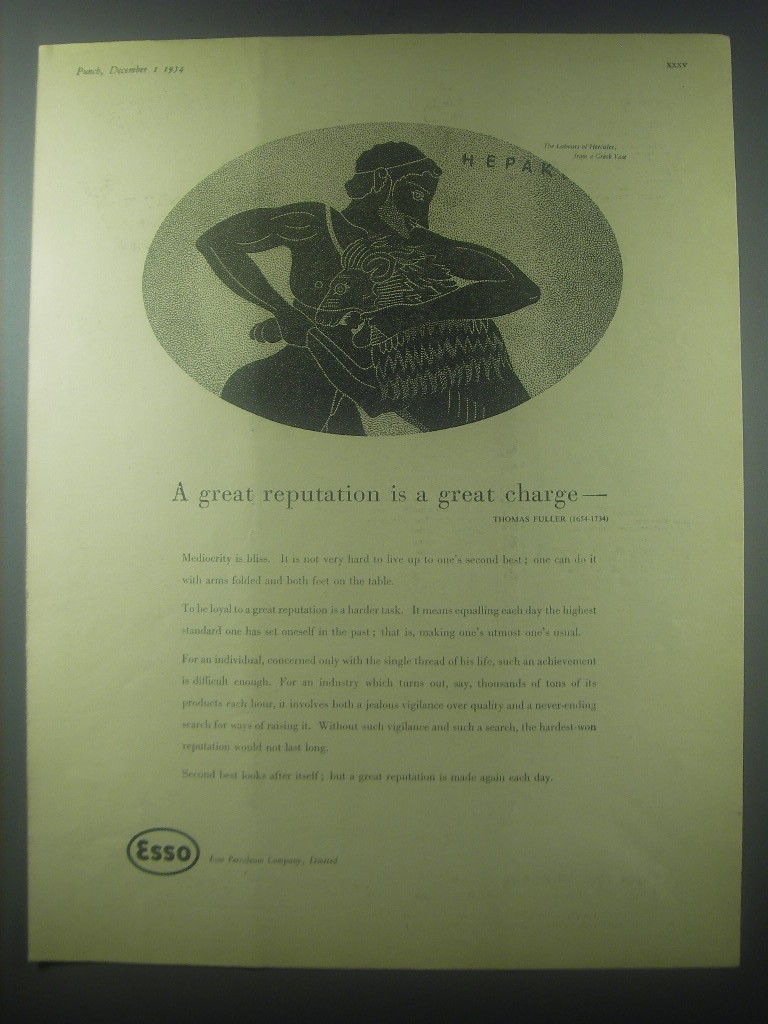 Punch, December 1 1954
xxxv
The Labours of Hercules,
from a Greek Vase
ΗΕΡΑΚ
A great reputation is a great charge—
THOMAS FULLER (1654-1734)
Mediocrity is bliss. It is not very hard to live up to one's second best; one can do it
with arms folded and both feet on the table.
To be loyal to a great reputation is a harder task. It means equalling each day the highest
standard one has set oneself in the past; that is, making one's utmost one's usual.
For an individual, concerned only with the single thread of his life, such an achievement
is difficult enough. For an industry which turns out, say, thousands of tons of its
products each hour, it involves both a jealous vigilance over quality and a never-ending
search for ways of raising it. Without such vigilance and such a search, the hardest-won
reputation would not last long.
Second best looks after itself; but a great reputation is made again each day.
Esso
Esso Petroleum Company, Limited